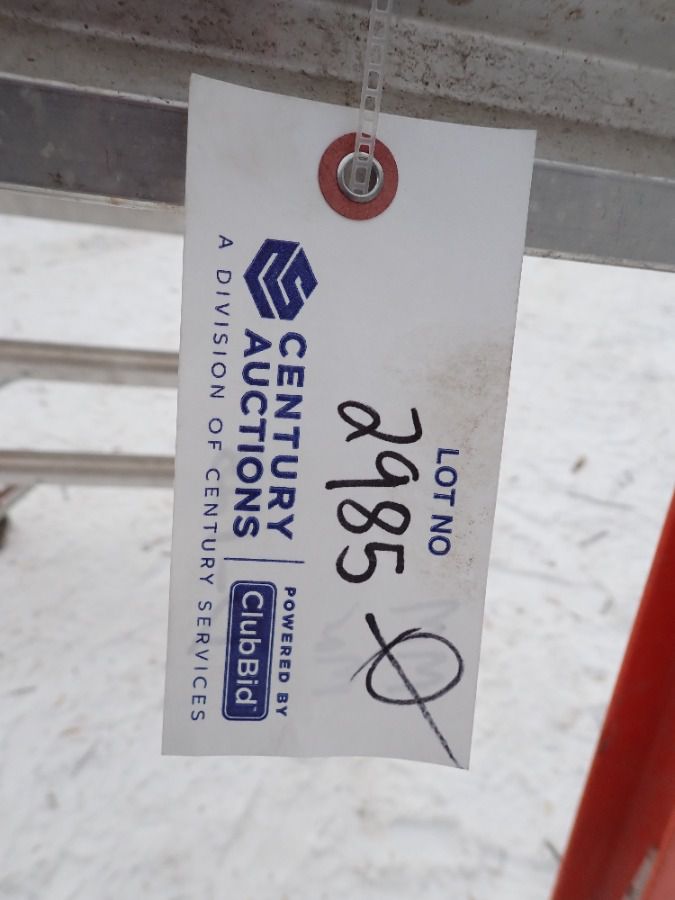 LOT NO
2985
CENTURY
AUCTIONS
POWERED BY
ClubBid
A DIVISION OF CENTURY SERVICES